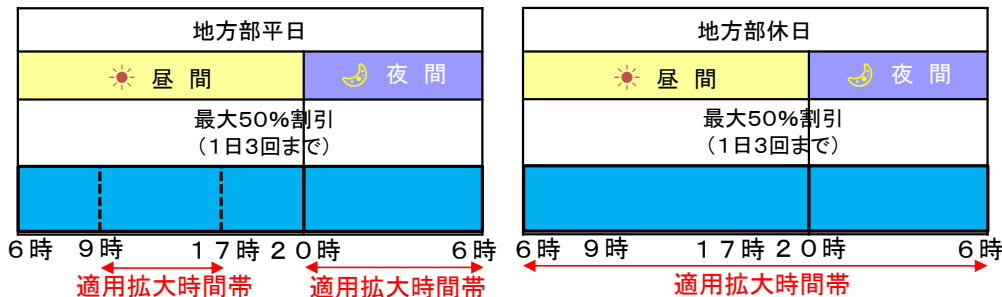 地方部平日
昼 間
夜 間
最大50%割引
（1日3回まで）
6時 9時 17時 20時 6時
適用拡大時間帯 適用拡大時間帯
地方部休日
昼 間
夜 間
最大50%割引
（1日3回まで）
6時 9時 17時 20時 6時
適用拡大時間帯